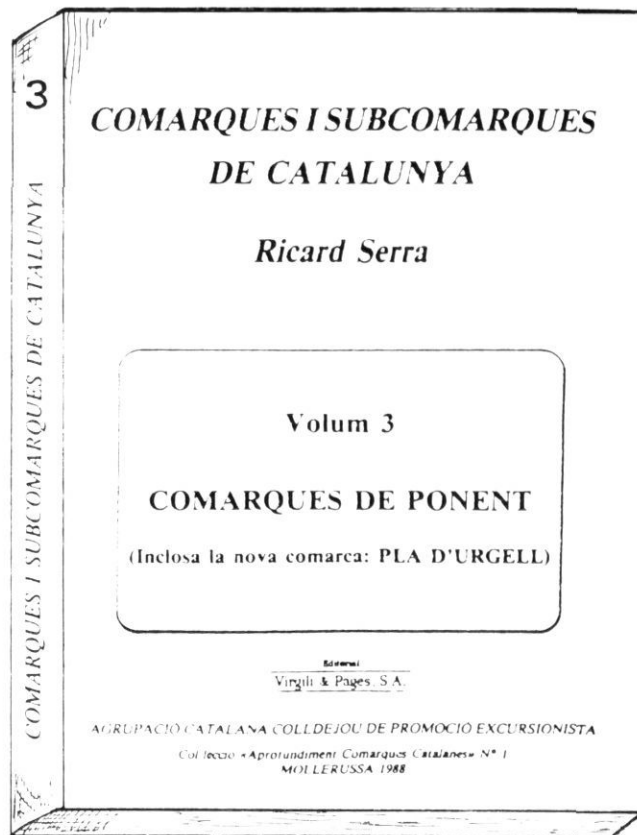 3
COMARQUES I SUBCOMARQUES DE CATALUNYA
COMARQUES I SUBCOMARQUES
DE CATALUNYA
Ricard Serra
Volum 3
COMARQUES DE PONENT
(Inclosa la nova comarca: PLA D'URGELL)
Editorial
Virgili & Pages, S.A.
AGRUPACIÓ CATALANA COLLDEJOU DE PROMOCIÓ EXCURSIONISTA
Col·lecció «Aprofundiment Comarques Catalanes» Nº 1
MOLLERUSSA 1988